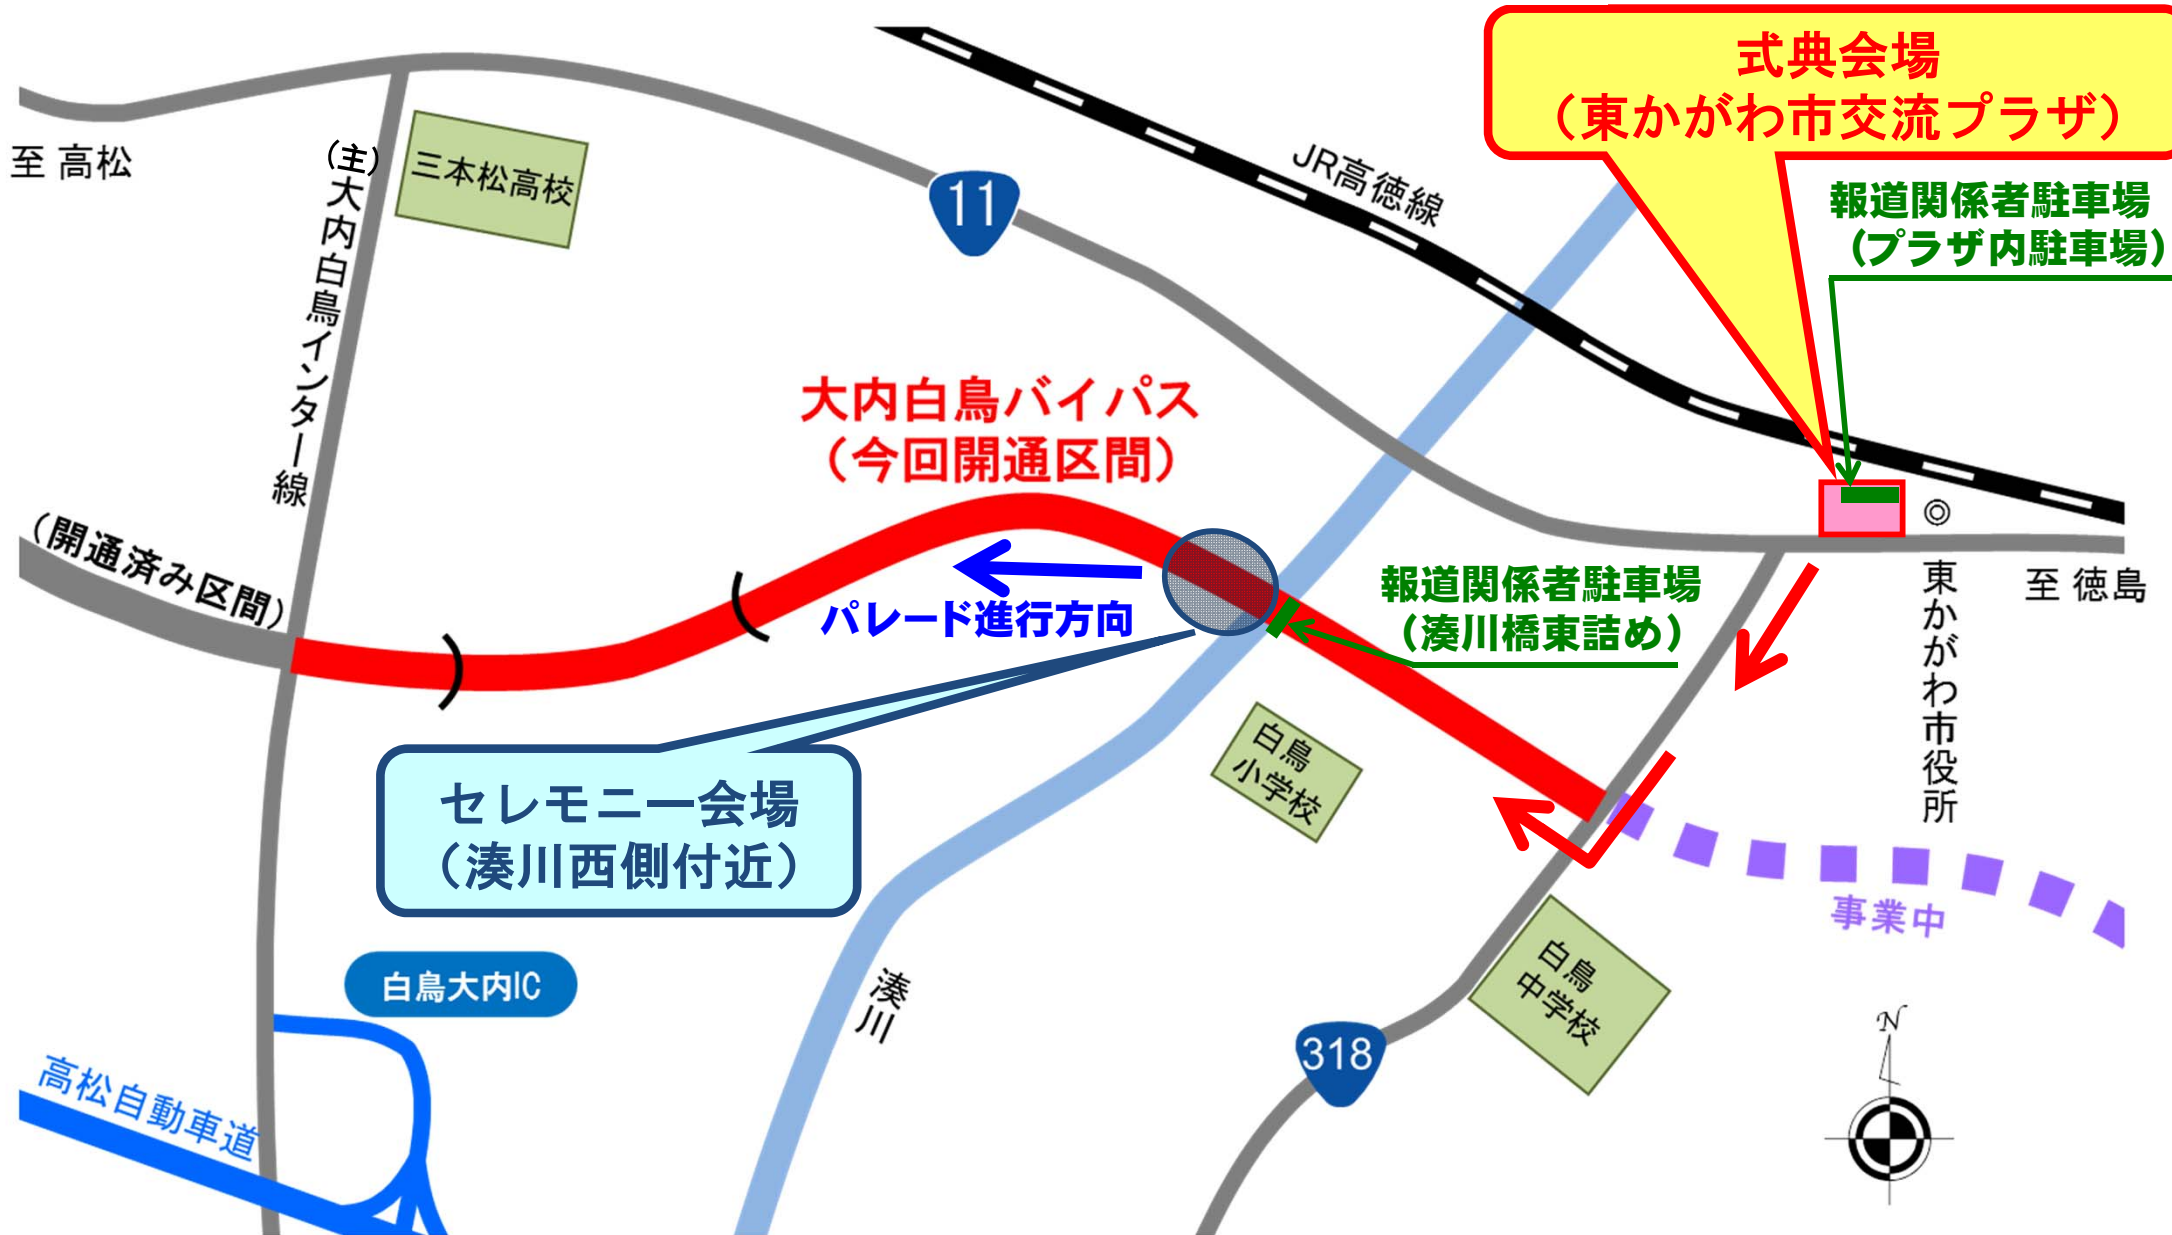 式典会場
（東かがわ市交流プラザ）
報道関係者駐車場
（プラザ内駐車場）
JR高徳線
11
至 高松
（主）大内白鳥インター線
三本松高校
大内白鳥バイパス
（今回開通区間）
（開通済み区間）
パレード進行方向
報道関係者駐車場
（湊川橋東詰め）
東かがわ市役所
至 徳島
セレモニー会場
（湊川西側付近）
白鳥
小学校
事業中
白鳥
中学校
白鳥大内IC
湊川
318
高松自動車道
N